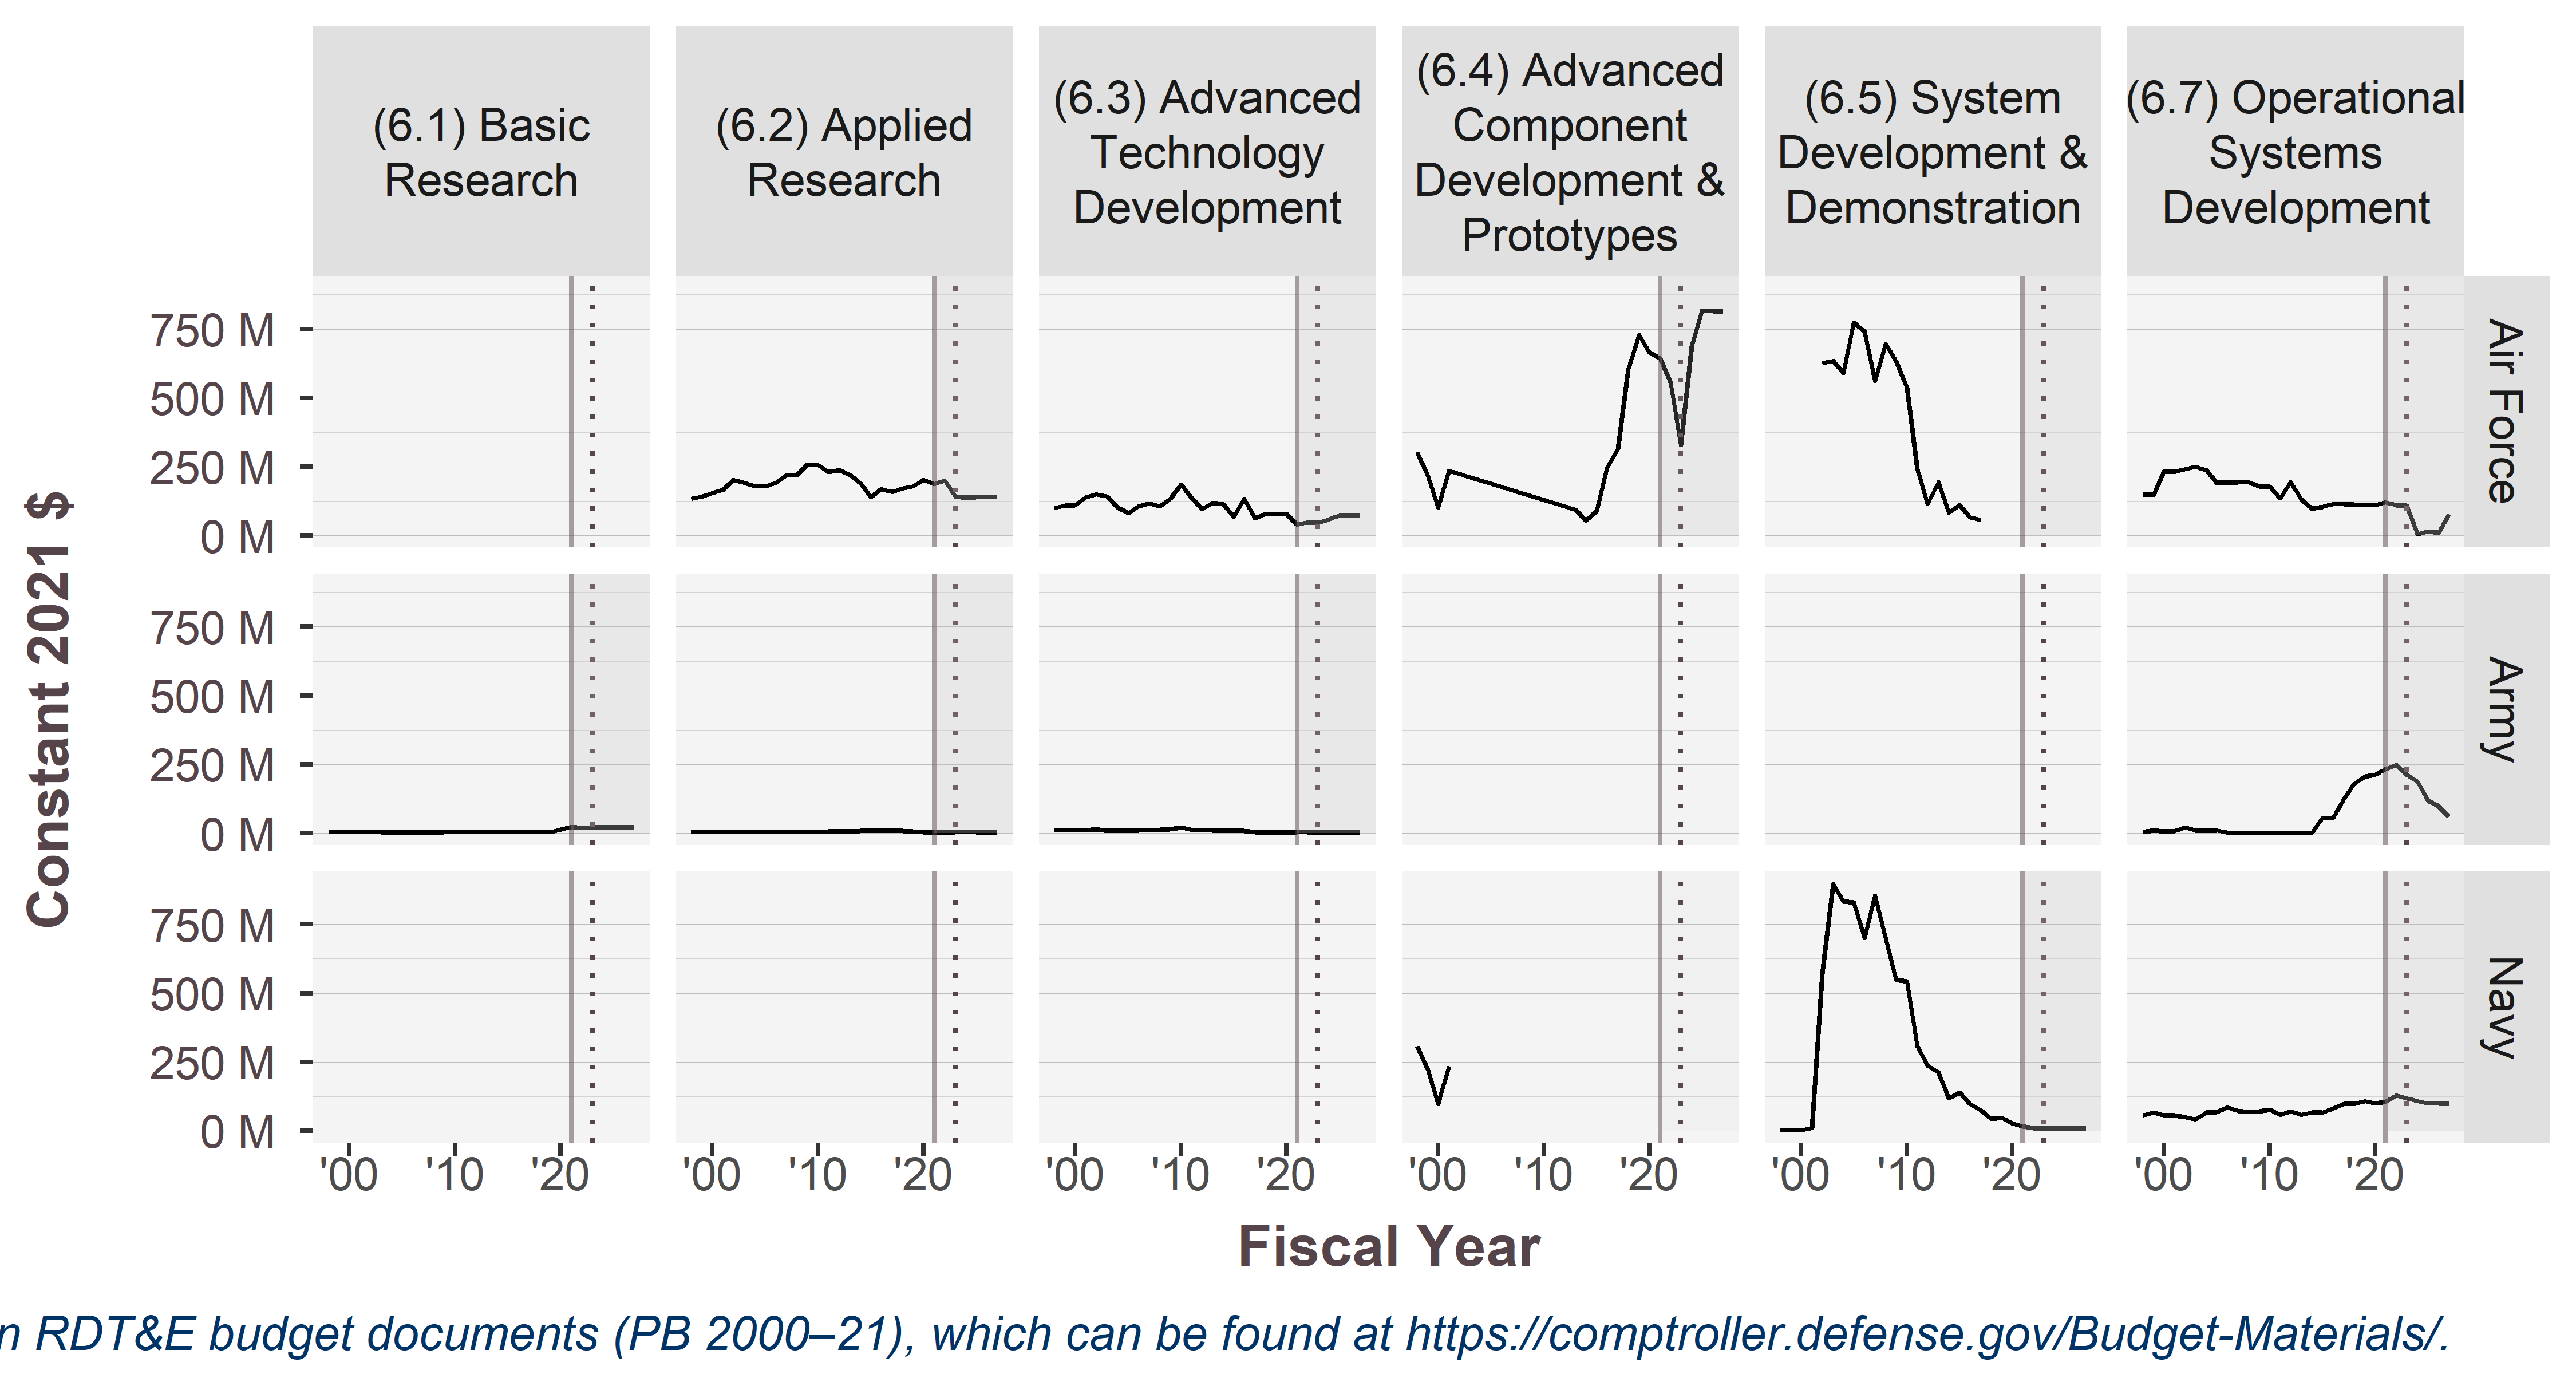 (6.1) Basic
Research
(6.2) Applied
Research
(6.3) Advanced
Technology
Development
(6.4) Advanced
Component
Development &
Prototypes
(6.5) System
Development &
Demonstration
(6.7) Operational
Systems
Development
Constant 2021 $
750 M
500 M
250 M
0 M
Air Force
750 M
500 M
250 M
0 M
Army
750 M
500 M
250 M
0 M
Navy
'00 '10 '20 '00 '10 '20 '00 '10 '20 '00 '10 '20 '00 '10 '20 '00 '10 '20
Fiscal Year
n RDT&E budget documents (PB 2000–21), which can be found at https://comptroller.defense.gov/Budget-Materials/.